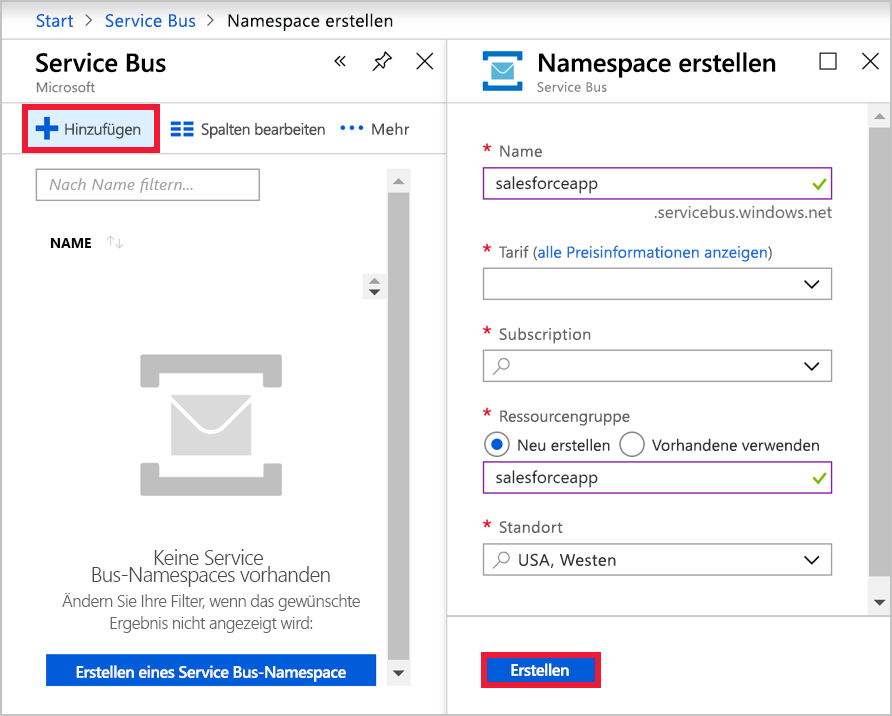 Start > Service Bus > Namespace erstellen
Service Bus
Microsoft
Hinzufügen
Spalten bearbeiten
Mehr
Nach Name filtern...
NAME
Keine Service
Bus-Namespaces vorhanden
Ändern Sie Ihre Filter, wenn das gewünschte
Ergebnis nicht angezeigt wird:
Erstellen eines Service Bus-Namespace
Namespace erstellen
Service Bus
* Name
salesforceapp
.servicebus.windows.net
* Tarif (alle Preisinformationen anzeigen)
* Subscription
* Ressourcengruppe
Neu erstellen Vorhandene verwenden
salesforceapp
* Standort
USA, Westen
Erstellen